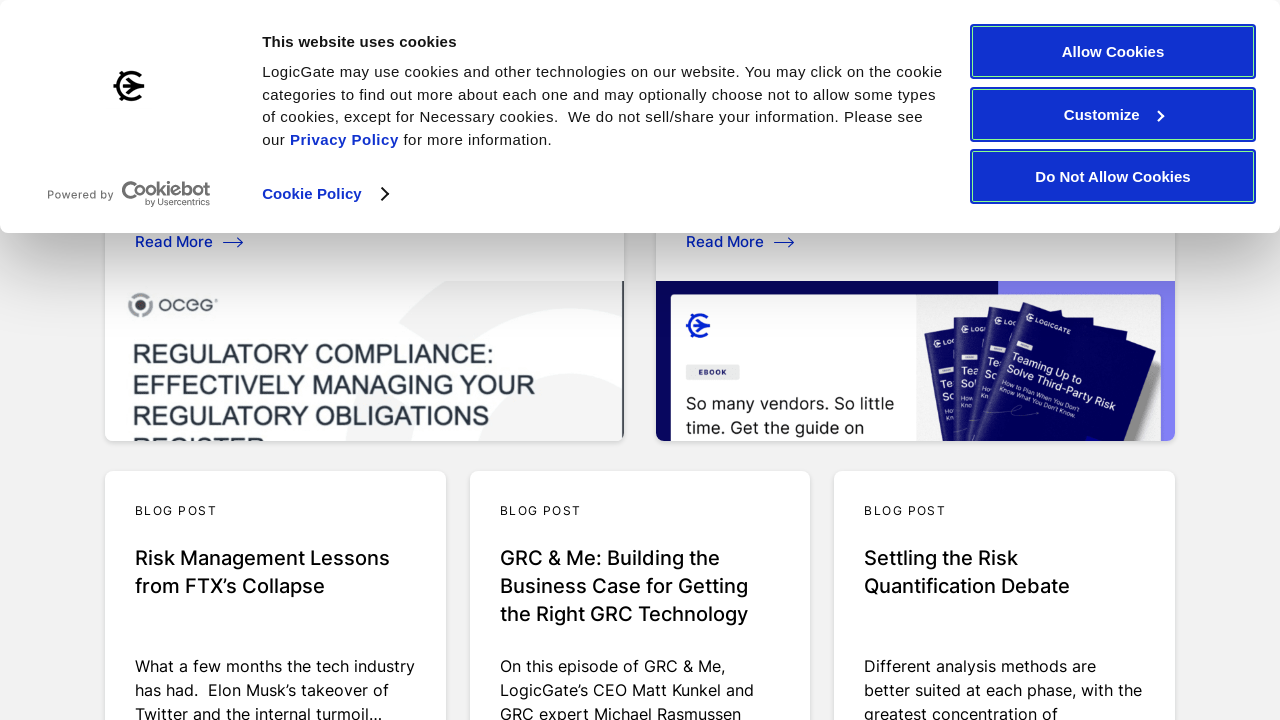 This website uses cookies
LogicGate may use cookies and other technologies on our website. You may click on the cookie
categories to find out more about each one and may optionally choose not to allow some types
of cookies, except for Necessary cookies.  We do not sell/share your information. Please see
our Privacy Policy for more information.
Cookie Policy
Powered by Cookiebot
by Usercentrics
Allow Cookies
Customize
Do Not Allow Cookies
Read More
Read More
OCEG
REGULATORY COMPLIANCE:
EFFECTIVELY MANAGING YOUR
REGULATORY OBLIGATIONS
REGISTER
EBOOK
So many vendors. So little
time. Get the guide on
LOGICGATE
Teaming Up to
Solve Third-Party Risk
How to Plan When You Don't
Know What You Don't Know.
BLOG POST
Risk Management Lessons
from FTX’s Collapse
What a few months the tech industry
has had.  Elon Musk’s takeover of
Twitter and the internal turmoil...
BLOG POST
GRC & Me: Building the
Business Case for Getting
the Right GRC Technology
On this episode of GRC & Me,
LogicGate’s CEO Matt Kunkel and
GRC expert Michael Rasmussen
BLOG POST
Settling the Risk
Quantification Debate
Different analysis methods are
better suited at each phase, with the
greatest concentration of